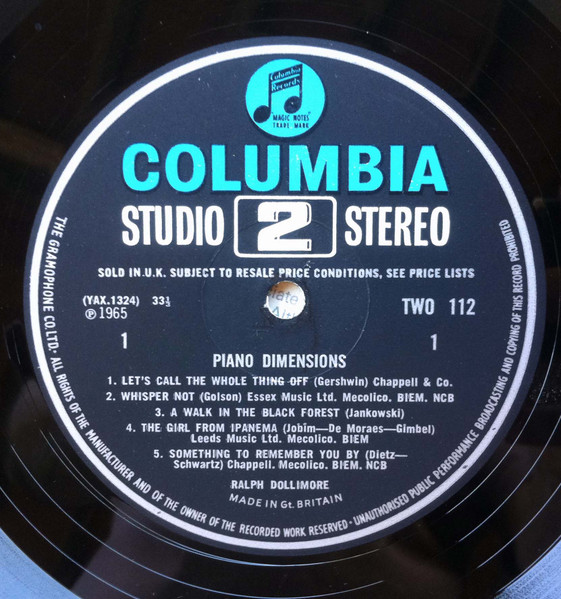 Columbia
Records
"MAGIC NOTES"
TRADE MARK
COLUMBIA
STUDIO 2 STEREO
SOLD IN U.K. SUBJECT TO RESALE PRICE CONDITIONS, SEE PRICE LISTS
(YAX.1324) 33⅓
TWO 112
Ⓟ1965
1
1
PIANO DIMENSIONS
1. LET'S CALL THE WHOLE THING OFF (Gershwin) Chappell & Co.
2. WHISPER NOT (Golson) Essex Music Ltd. Mecolico. BIEM. NCB
3. A WALK IN THE BLACK FOREST (Jankowski)
4. THE GIRL FROM IPANEMA (Jobim—De Moraes—Gimbel)
Leeds Music Ltd. Mecolico. BIEM
5. SOMETHING TO REMEMBER YOU BY (Dietz—
Schwartz) Chappell. Mecolico. BIEM. NCB
RALPH DOLLIMORE
MADE IN Gt. BRITAIN
THE GRAMOPHONE CO. LTD. · ALL RIGHTS OF THE MANUFACTURER AND OF THE OWNER OF THE RECORDED WORK RESERVED · UNAUTHORISED PUBLIC PERFORMANCE BROADCASTING AND COPYING OF THIS RECORD PROHIBITED